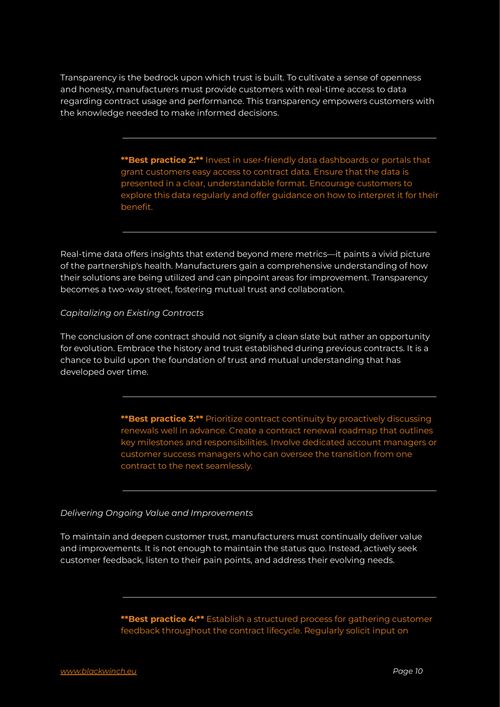 Transparency is the bedrock upon which trust is built. To cultivate a sense of openness
and honesty, manufacturers must provide customers with real-time access to data
regarding contract usage and performance. This transparency empowers customers with
the knowledge needed to make informed decisions.
**Best practice 2:** Invest in user-friendly data dashboards or portals that
grant customers easy access to contract data. Ensure that the data is
presented in a clear, understandable format. Encourage customers to
explore this data regularly and offer guidance on how to interpret it for their
benefit.
Real-time data offers insights that extend beyond mere metrics—it paints a vivid picture
of the partnership's health. Manufacturers gain a comprehensive understanding of how
their solutions are being utilized and can pinpoint areas for improvement. Transparency
becomes a two-way street, fostering mutual trust and collaboration.
Capitalizing on Existing Contracts
The conclusion of one contract should not signify a clean slate but rather an opportunity
for evolution. Embrace the history and trust established during previous contracts. It is a
chance to build upon the foundation of trust and mutual understanding that has
developed over time.
**Best practice 3:** Prioritize contract continuity by proactively discussing
renewals well in advance. Create a contract renewal roadmap that outlines
key milestones and responsibilities. Involve dedicated account managers or
customer success managers who can oversee the transition from one
contract to the next seamlessly.
Delivering Ongoing Value and Improvements
To maintain and deepen customer trust, manufacturers must continually deliver value
and improvements. It is not enough to maintain the status quo. Instead, actively seek
customer feedback, listen to their pain points, and address their evolving needs.
**Best practice 4:** Establish a structured process for gathering customer
feedback throughout the contract lifecycle. Regularly solicit input on
www.blackwinch.eu
Page 10